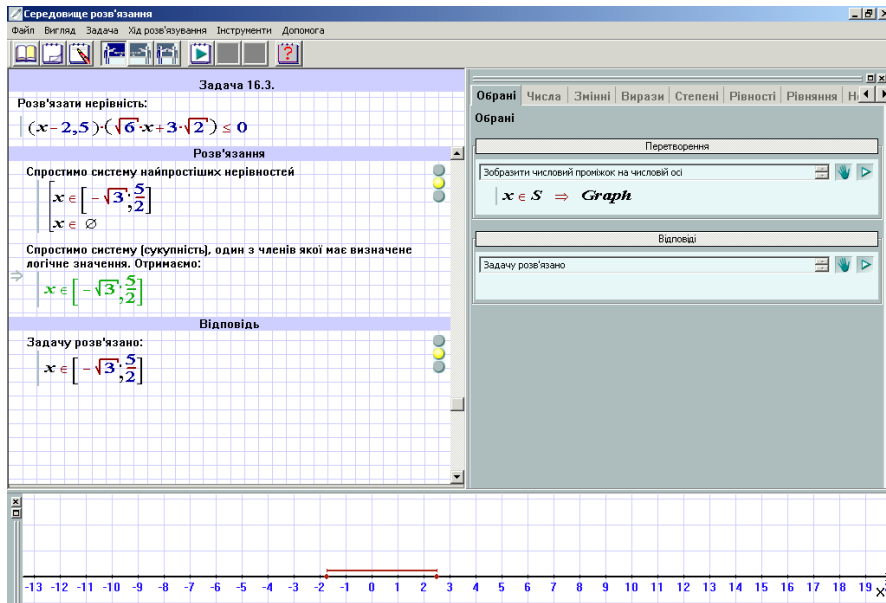 Середовище розв'язання
Файл Вигляд Задача Хід розв'язування Інструменти Допомога
Задача 16.3.
Розв'язати нерівність:
(x-2,5)·(√6·x+3·√2) ≤ 0
Розв'язання
Спростимо систему найпростіших нерівностей
x ∈ [-√3; 5/2]
x ∈ ∅
Спростимо систему (сукупність), один з членів якої має визначене
логічне значення. Отримаємо:
x ∈ [-√3; 5/2]
Відповідь
Задачу розв'язано:
x ∈ [-√3; 5/2]
Обрані Числа Змінні Вирази Степені Рівності Рівняння
Обрані
Перетворення
Зобразити числовий проміжок на числовій осі
x ∈ S ⇒ Graph
Відповіді
Задачу розв'язано
-13 -12 -11 -10 -9 -8 -7 -6 -5 -4 -3 -2 -1 0 1 2 3 4 5 6 7 8 9 10 11 12 13 14 15 16 17 18 19 x